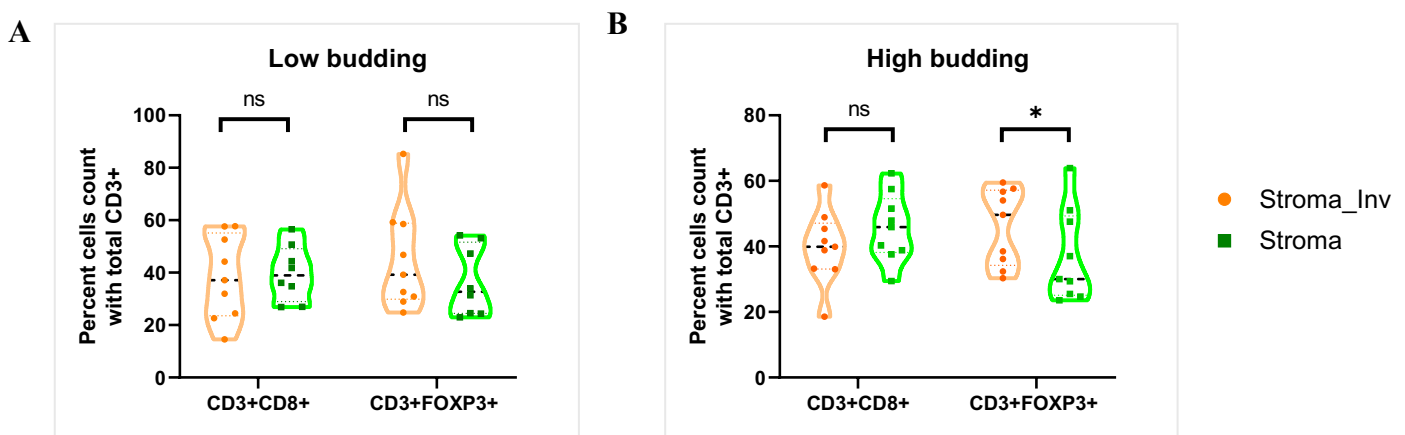 A
Low budding
ns
ns
100
80
60
40
20
0
Percent cells count
with total CD3+
CD3+CD8+
CD3+FOXP3+
B
High budding
ns
*
80
60
40
20
0
Percent cells count
with total CD3+
CD3+CD8+
CD3+FOXP3+
Stroma_Inv
Stroma